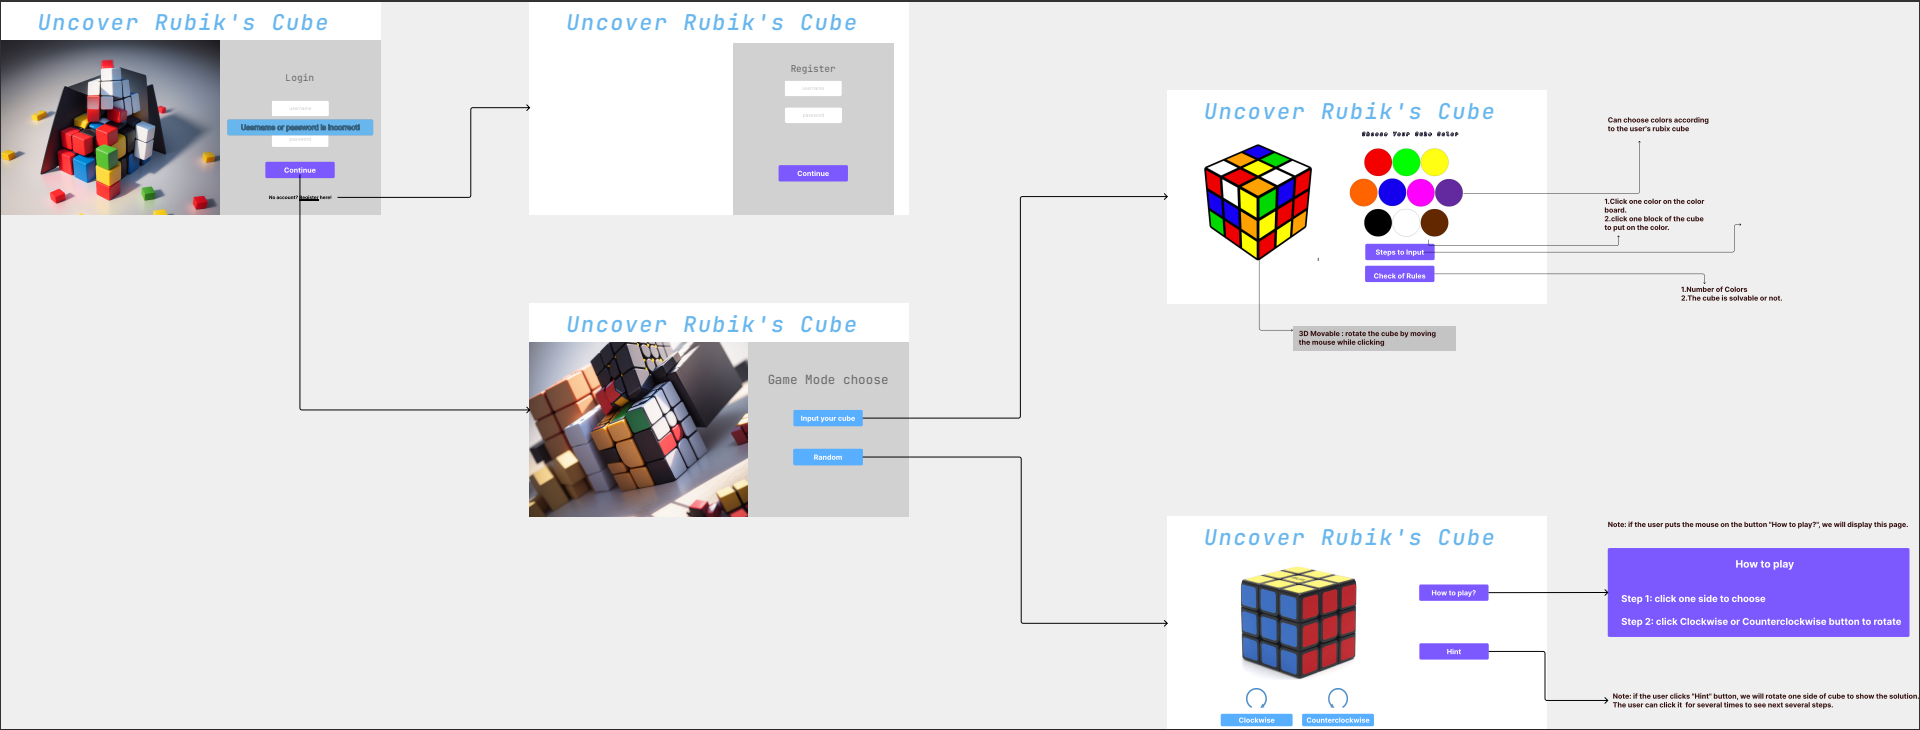 Uncover Rubik's Cube
Login
username
Username or password is incorrect!
password
Continue
No account? Register here!
Uncover Rubik's Cube
Register
username
password
Continue
Uncover Rubik's Cube
Game Mode choose
Input your cube
Random
Uncover Rubik's Cube
Choose Your Cube Color
Steps to Input
Check of Rules
Can choose colors according
to the user's rubix cube
1.Click one color on the color
board.
2.click one block of the cube
to put on the color.
1.Number of Colors
2.The cube is solvable or not.
3D Movable : rotate the cube by moving
the mouse while clicking
Uncover Rubik's Cube
How to play?
Hint
Clockwise
Counterclockwise
Note: if the user puts the mouse on the button "How to play?", we will display this page.
How to play
Step 1: click one side to choose
Step 2: click Clockwise or Counterclockwise button to rotate
Note: if the user clicks "Hint" button, we will rotate one side of cube to show the solution.
The user can click it for several times to see next several steps.